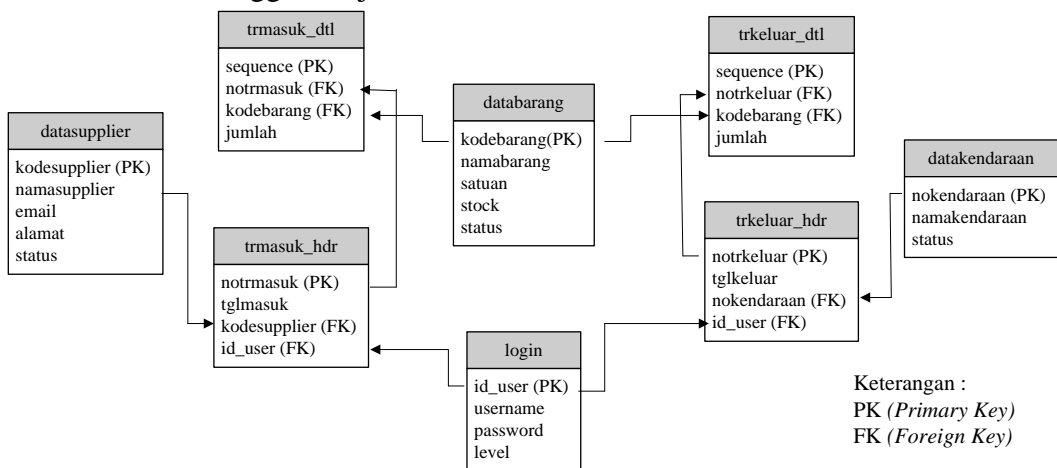 trmasuk_dtl
sequence (PK)
notrmasuk (FK)
kodebarang (FK)
jumlah
trkeluar_dtl
sequence (PK)
notrkeluar (FK)
kodebarang (FK)
jumlah
databarang
kodebarang(PK)
namabarang
satuan
stock
status
datasupplier
kodesupplier (PK)
namasupplier
email
alamat
status
datakendaraan
nokendaraan (PK)
namakendaraan
status
trmasuk_hdr
notrmasuk (PK)
tglmasuk
kodesupplier (FK)
id_user (FK)
trkeluar_hdr
notrkeluar (PK)
tglkeluar
nokendaraan (FK)
id_user (FK)
login
id_user (PK)
username
password
level
Keterangan :
PK (Primary Key)
FK (Foreign Key)